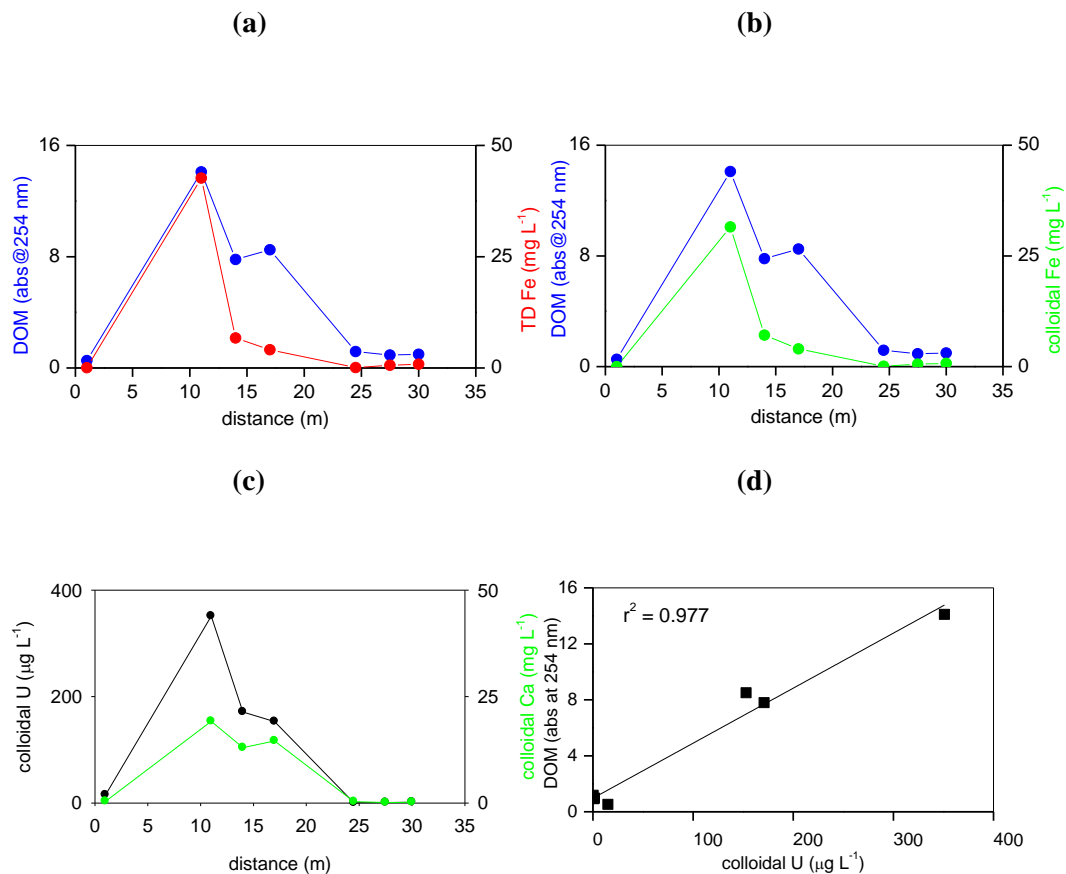 (a)
16
8
0
DOM (abs@254 nm)
50
25
0
TD Fe (mg L⁻¹)
0 5 10 15 20 25 30 35
distance (m)
(b)
16
8
0
DOM (abs@254 nm)
50
25
0
colloidal Fe (mg L⁻¹)
0 5 10 15 20 25 30 35
distance (m)
(c)
400
200
0
colloidal U (μg L⁻¹)
50
25
0
colloidal Ca (mg L⁻¹)
0 5 10 15 20 25 30 35
distance (m)
(d)
16
12
8
4
0
DOM (abs at 254 nm)
r² = 0.977
0 100 200 300 400
colloidal U (μg L⁻¹)